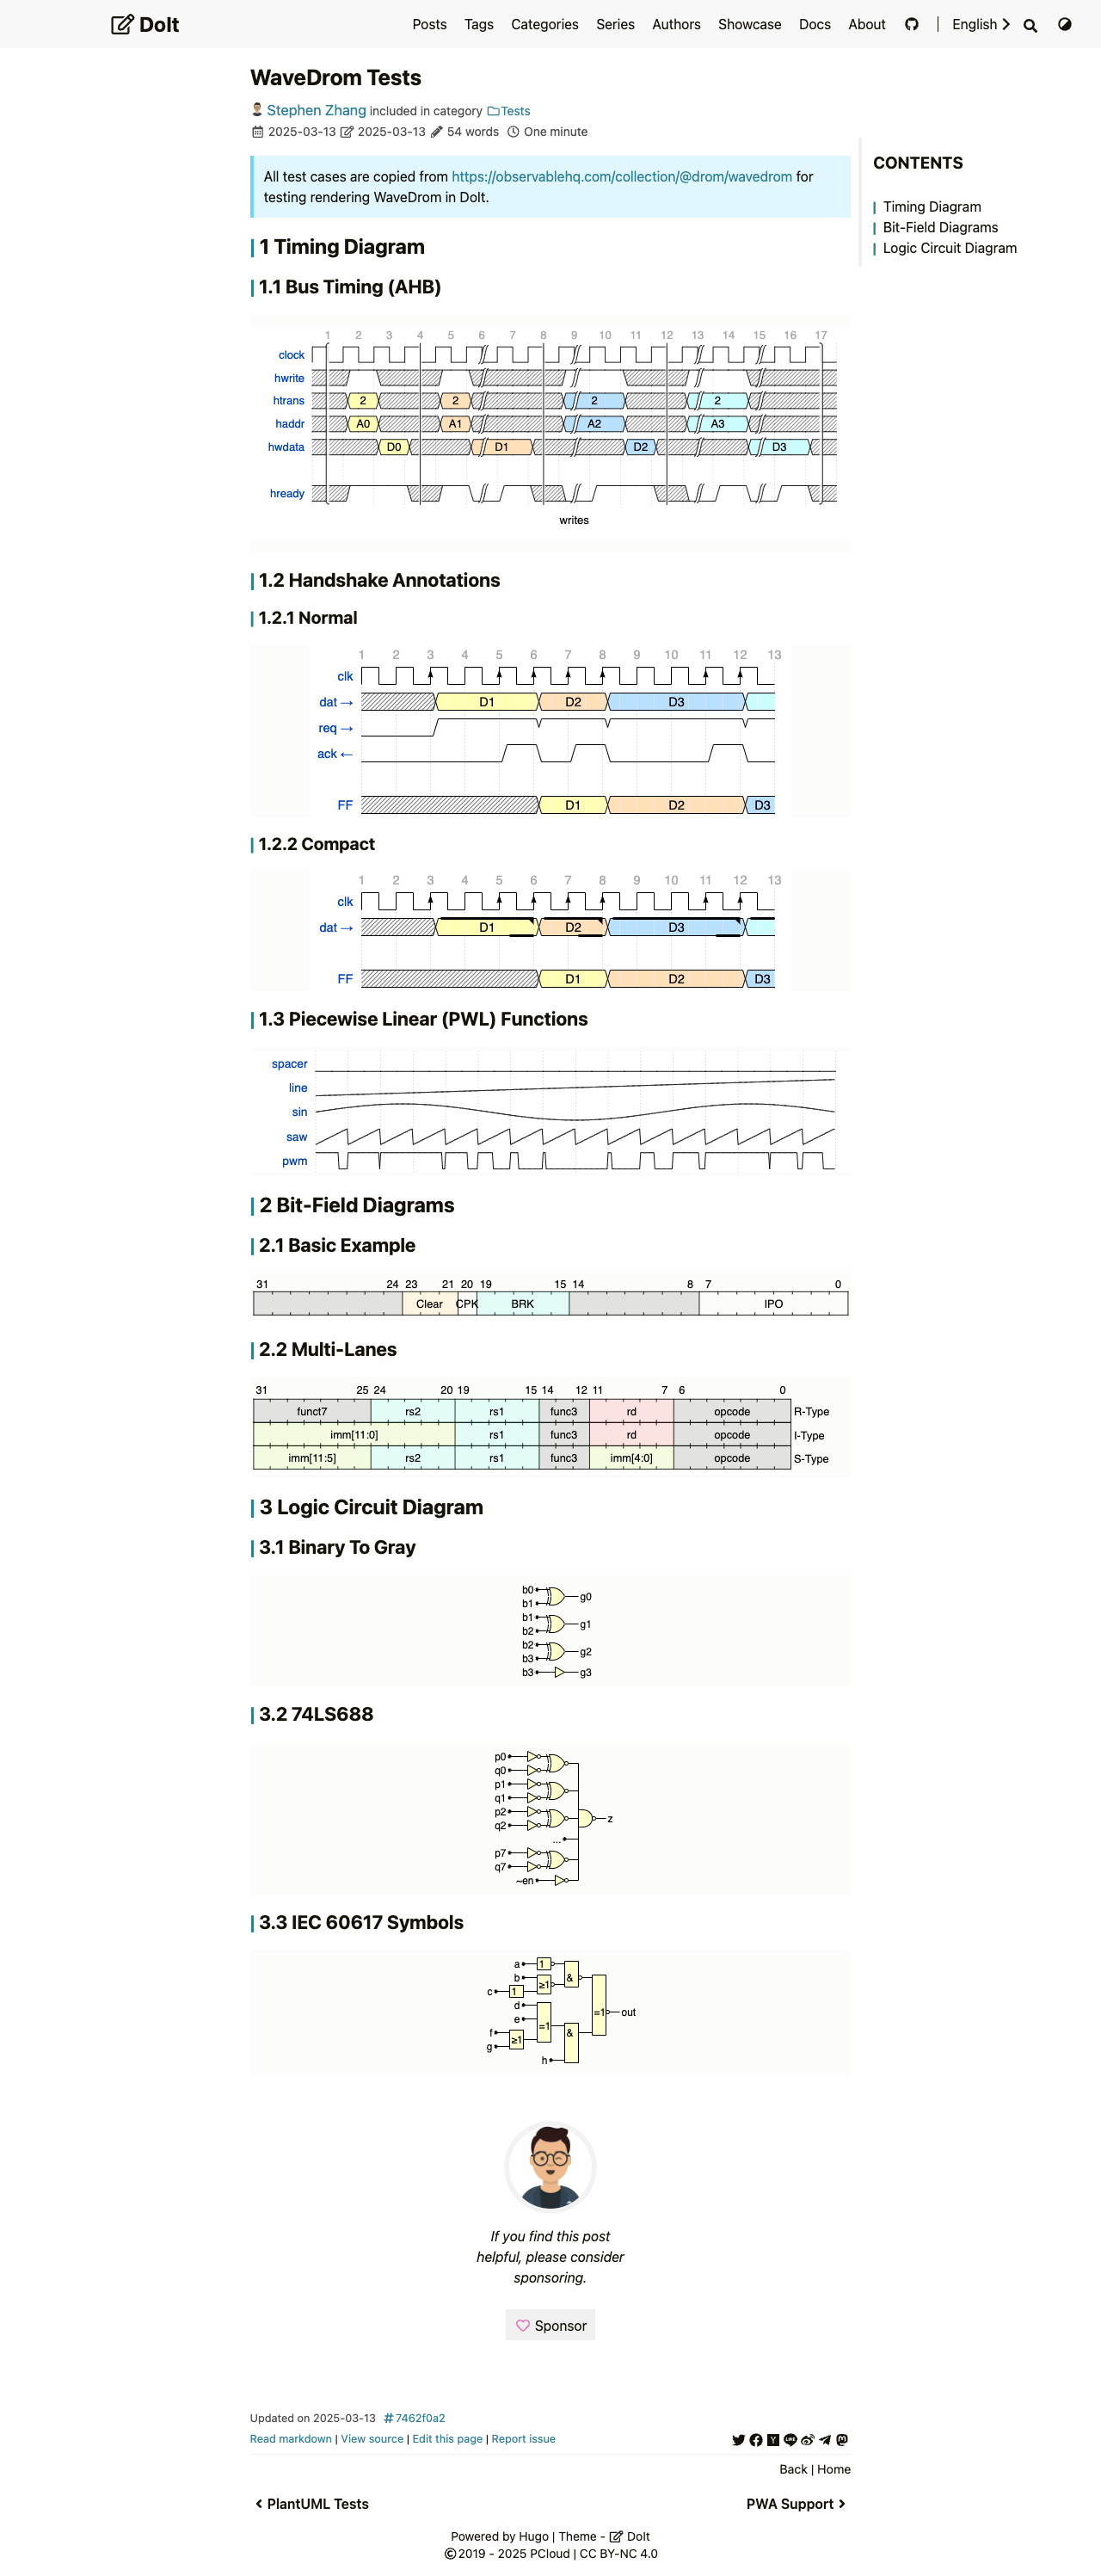 DoIt
Posts Tags Categories Series Authors Showcase Docs About | English
WaveDrom Tests
Stephen Zhang included in category Tests
2025-03-13 2025-03-13 54 words One minute
All test cases are copied from https://observablehq.com/collection/@drom/wavedrom for
testing rendering WaveDrom in DoIt.
CONTENTS
Timing Diagram
Bit-Field Diagrams
Logic Circuit Diagram
1 Timing Diagram
1.1 Bus Timing (AHB)
1 2 3 4 5 6 7 8 9 10 11 12 13 14 15 16 17
clock
hwrite
htrans 2 2 2 2
haddr A0 A1 A2 A3
hwdata D0 D1 D2 D3
hready
writes
1.2 Handshake Annotations
1.2.1 Normal
1 2 3 4 5 6 7 8 9 10 11 12 13
clk
dat → D1 D2 D3
req →
ack ←
FF D1 D2 D3
1.2.2 Compact
1 2 3 4 5 6 7 8 9 10 11 12 13
clk
dat → D1 D2 D3
FF D1 D2 D3
1.3 Piecewise Linear (PWL) Functions
spacer
line
sin
saw
pwm
2 Bit-Field Diagrams
2.1 Basic Example
31 24 23 21 20 19 15 14 8 7 0
Clear CPK BRK IPO
2.2 Multi-Lanes
31 25 24 20 19 15 14 12 11 7 6 0
funct7 rs2 rs1 func3 rd opcode R-Type
imm[11:0] rs1 func3 rd opcode I-Type
imm[11:5] rs2 rs1 func3 imm[4:0] opcode S-Type
3 Logic Circuit Diagram
3.1 Binary To Gray
b0
g0
b1
b1
g1
b2
b2
g2
b3
b3 g3
3.2 74LS688
p0
q0
p1
q1
p2
z
q2
...
p7
q7
~en
3.3 IEC 60617 Symbols
a 1
b & 
≥1
c 1
d
=1 out
e
=1
f &
≥1
g
h
If you find this post
helpful, please consider
sponsoring.
Sponsor
Updated on 2025-03-13 #7462f0a2
Read markdown | View source | Edit this page | Report issue
Back | Home
PlantUML Tests PWA Support
Powered by Hugo | Theme - DoIt
©2019 - 2025 PCloud | CC BY-NC 4.0